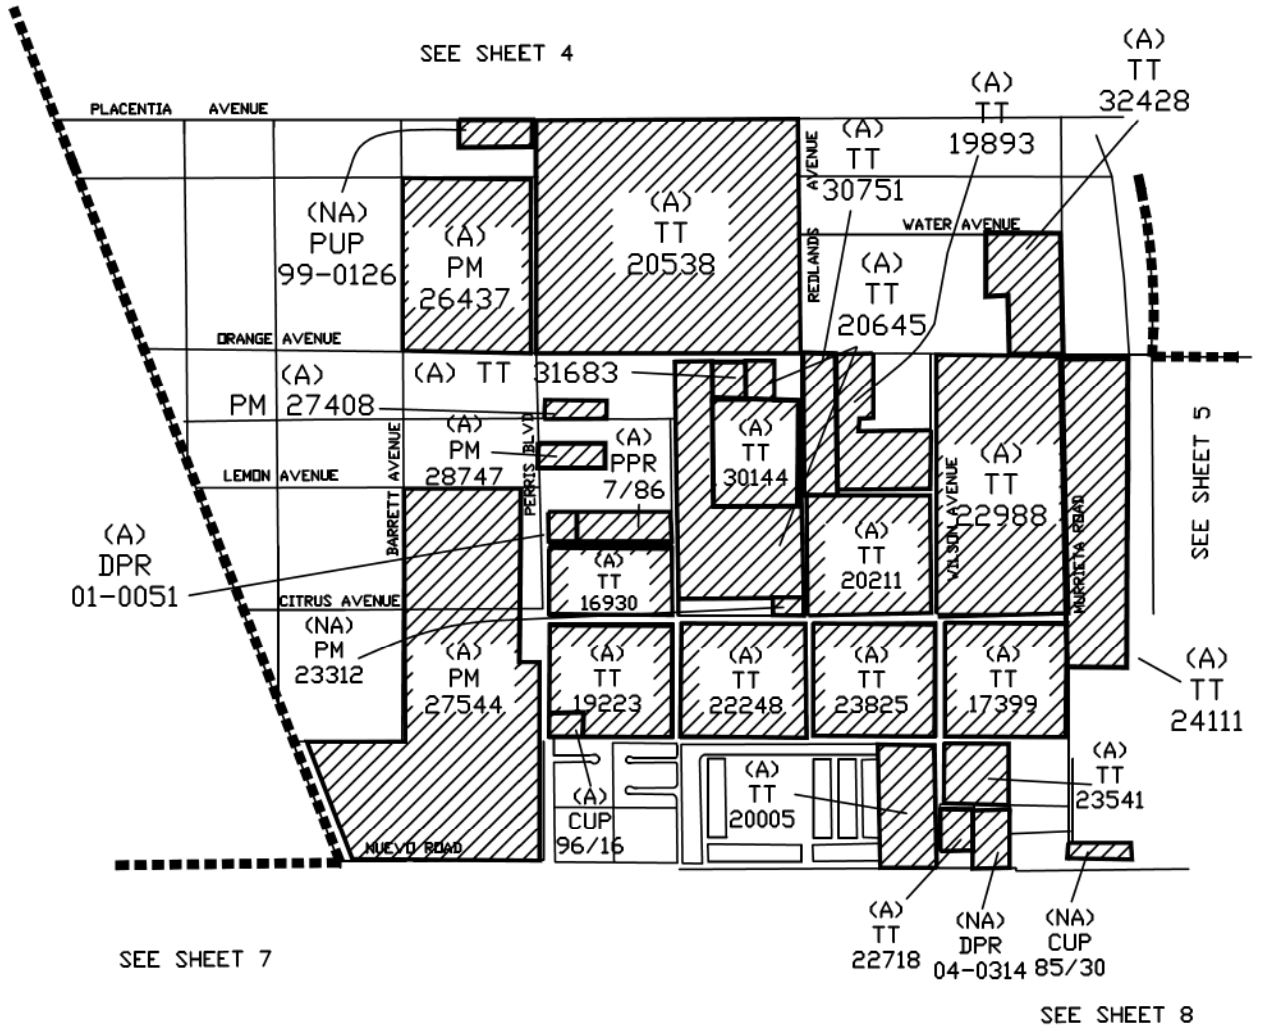 SEE SHEET 4
PLACENTIA AVENUE
(A)
TT
32428
(A)
TT
19893
(A)
TT
30751
REDLANDS AVENUE
WATER AVENUE
(NA)
PUP
99-0126
(A)
PM
26437
(A)
TT
20538
(A)
TT
20645
ORANGE AVENUE
(A) TT 31683
(A)
PM 27408
(A)
PM
28747
PERRIS BLVD
(A)
PPR
7/86
(A)
TT
30144
(A)
TT
22988
WILSON AVENUE
MURRIETA ROAD
SEE SHEET 5
LEMON AVENUE
BARRETT AVENUE
(A)
DPR
01-0051
(A)
TT
16930
(A)
TT
20211
CITRUS AVENUE
(NA)
PM
23312
(A)
PM
27544
(A)
TT
19223
(A)
TT
22248
(A)
TT
23825
(A)
TT
17399
(A)
TT
24111
(A)
CUP
96/16
(A)
TT
20005
(A)
TT
23541
NUEVO ROAD
(A)
TT
22718
(NA)
DPR
04-0314
(NA)
CUP
85/30
SEE SHEET 7
SEE SHEET 8